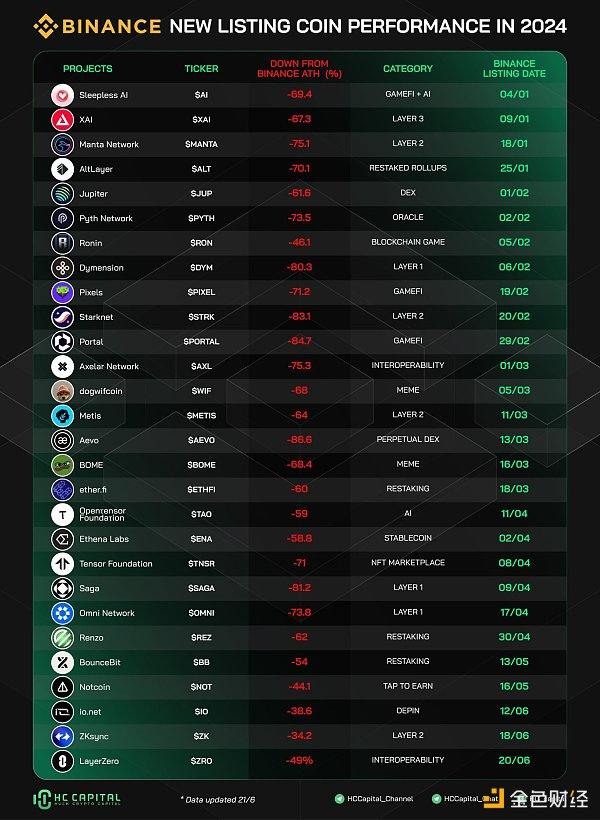 BINANCE NEW LISTING COIN PERFORMANCE IN 2024
PROJECTS TICKER DOWN FROM BINANCE ATH (%) CATEGORY BINANCE LISTING DATE
Sleepless AI $AI -69.4 GAMEFI + AI 04/01
XAI $XAI -67.3 LAYER 3 09/01
Manta Network $MANTA -75.1 LAYER 2 18/01
AltLayer $ALT -70.1 RESTAKED ROLLUPS 25/01
Jupiter $JUP -61.6 DEX 01/02
Pyth Network $PYTH -73.5 ORACLE 02/02
Ronin $RON -46.1 BLOCKCHAIN GAME 05/02
Dymension $DYM -80.3 LAYER 1 06/02
Pixels $PIXEL -71.2 GAMEFI 19/02
Starknet $STRK -83.1 LAYER 2 20/02
Portal $PORTAL -84.7 GAMEFI 29/02
Axelar Network $AXL -75.3 INTEROPERABILITY 01/03
dogwifcoin $WIF -68 MEME 05/03
Metis $METIS -64 LAYER 2 11/03
Aevo $AEVO -86.6 PERPETUAL DEX 13/03
BOME $BOME -68.4 MEME 16/03
ether.fi $ETHFI -60 RESTAKING 18/03
Opentensor Foundation $TAO -59 AI 11/04
Ethena Labs $ENA -58.8 STABLECOIN 02/04
Tensor Foundation $TNSR -71 NFT MARKETPLACE 08/04
Saga $SAGA -81.2 LAYER 1 09/04
Omni Network $OMNI -73.8 LAYER 1 17/04
Renzo $REZ -62 RESTAKING 30/04
BounceBit $BB -54 RESTAKING 13/05
Notcoin $NOT -44.1 TAP TO EARN 16/05
io.net $IO -38.6 DEPIN 12/06
ZKsync $ZK -34.2 LAYER 2 18/06
LayerZero $ZRO -49% INTEROPERABILITY 20/06
HC CAPITAL
HUCK CRYPTO CAPITAL
* Data updated 21/6
HCCapital_Channel
HCCapital_Chat
金色财经